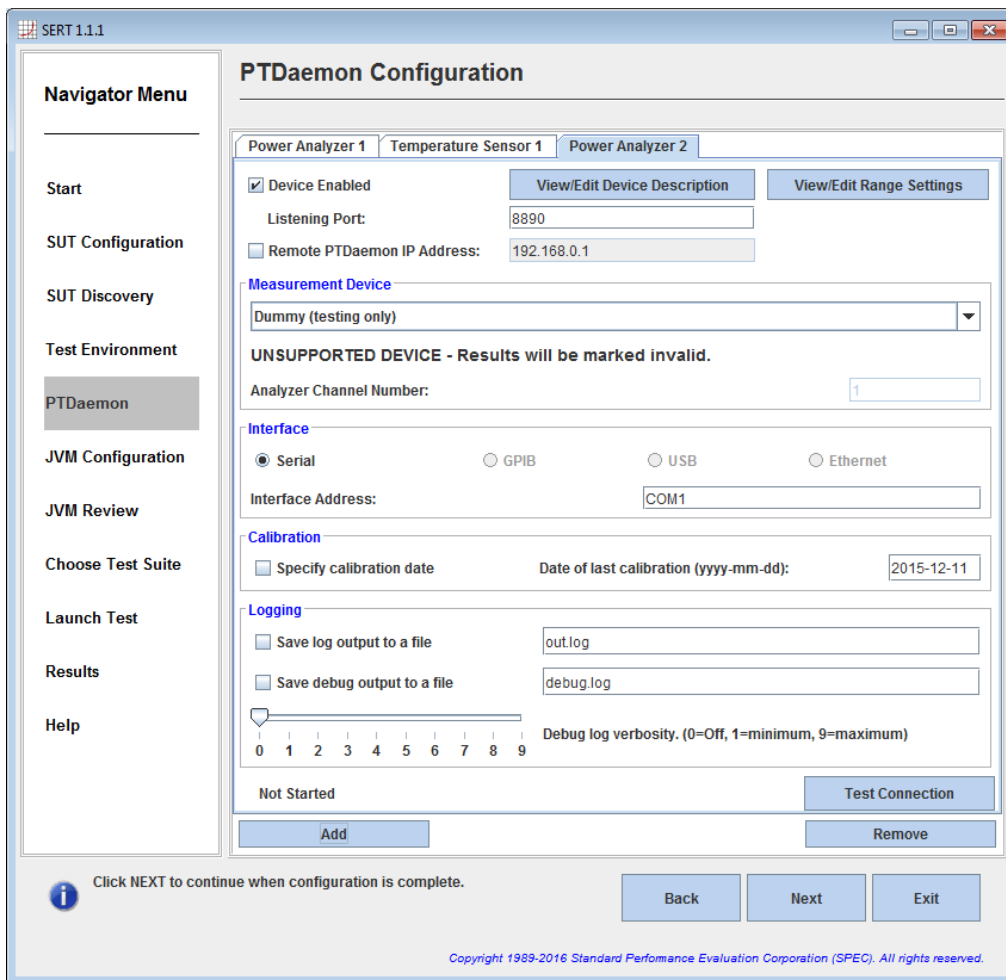 SERT 1.1.1
Navigator Menu
Start
SUT Configuration
SUT Discovery
Test Environment
PTDaemon
JVM Configuration
JVM Review
Choose Test Suite
Launch Test
Results
Help
PTDaemon Configuration
Power Analyzer 1 Temperature Sensor 1 Power Analyzer 2
Device Enabled View/Edit Device Description View/Edit Range Settings
Listening Port: 8890
Remote PTDaemon IP Address: 192.168.0.1
Measurement Device
Dummy (testing only)
UNSUPPORTED DEVICE - Results will be marked invalid.
Analyzer Channel Number: 1
Interface
Serial GPIB USB Ethernet
Interface Address: COM1
Calibration
Specify calibration date Date of last calibration (yyyy-mm-dd): 2015-12-11
Logging
Save log output to a file out.log
Save debug output to a file debug.log
0 1 2 3 4 5 6 7 8 9 Debug log verbosity. (0=Off, 1=minimum, 9=maximum)
Not Started Test Connection
Add Remove
Click NEXT to continue when configuration is complete.
Back Next Exit
Copyright 1989-2016 Standard Performance Evaluation Corporation (SPEC). All rights reserved.